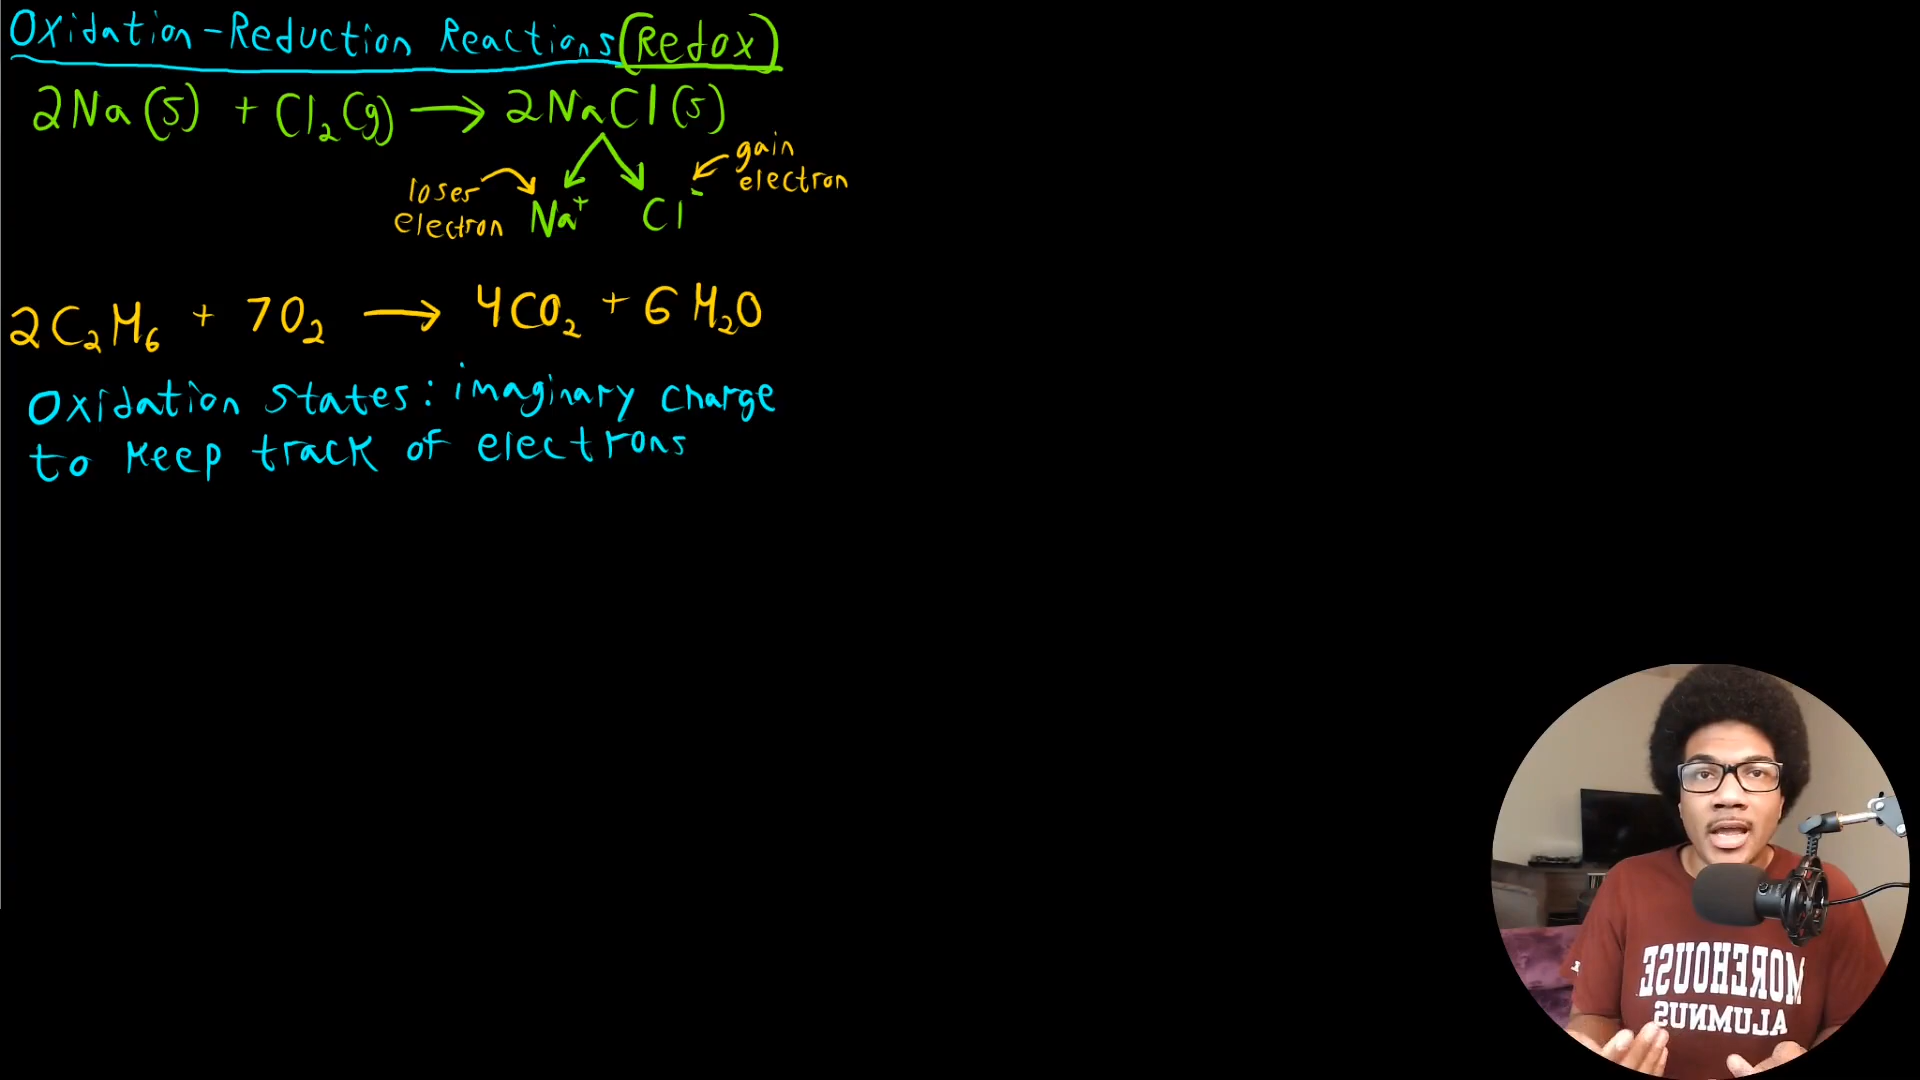 Oxidation-Reduction Reactions (Redox)
2Na(s) + Cl₂(g) → 2NaCl(s)
gain
electron
loses
electron
Na⁺ Cl⁻
2C₂H₆ + 7O₂ → 4CO₂ + 6H₂O
Oxidation states: imaginary charge
to keep track of electrons
MOREHOUSE
ALUMNUS